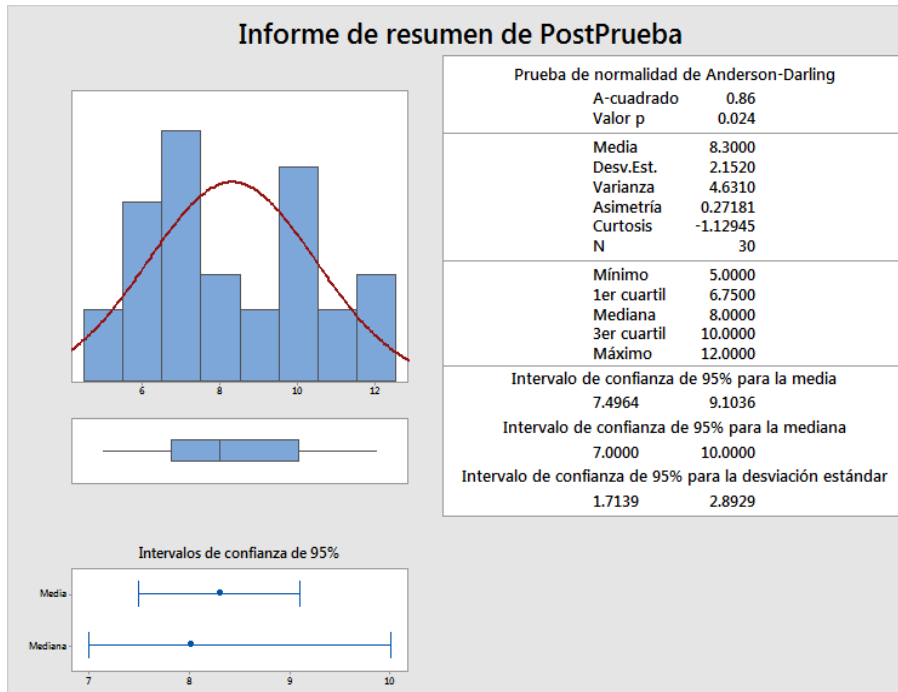 Informe de resumen de PostPrueba
Prueba de normalidad de Anderson-Darling
A-cuadrado 0.86
Valor p 0.024
Media 8.3000
Desv.Est. 2.1520
Varianza 4.6310
Asimetría 0.27181
Curtosis -1.12945
N 30
Mínimo 5.0000
1er cuartil 6.7500
Mediana 8.0000
3er cuartil 10.0000
Máximo 12.0000
Intervalo de confianza de 95% para la media
7.4964 9.1036
Intervalo de confianza de 95% para la mediana
7.0000 10.0000
Intervalo de confianza de 95% para la desviación estándar
1.7139 2.8929
6 8 10 12
Intervalos de confianza de 95%
Media
Mediana
7 8 9 10